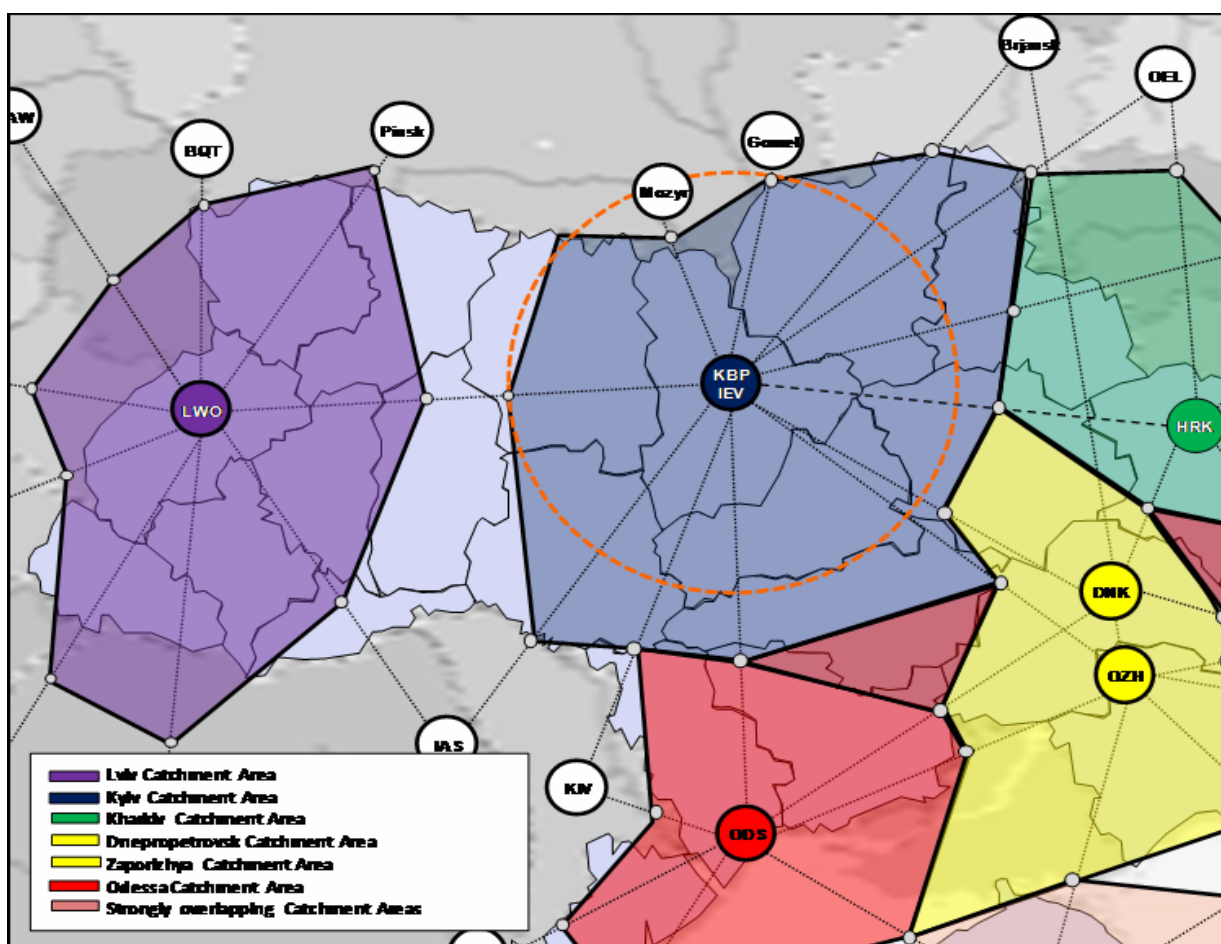 Brjansk
OEL
AW
Pinsk
BQT
Gomel
Mozyr
KBP
IEV
LWO
HRK
DNK
OZH
IAS
KIV
ODS
Lviv Catchment Area
Kyiv Catchment Area
Kharkiv Catchment Area
Dnepropetrovsk Catchment Area
Zaporizhya Catchment Area
Odessa Catchment Area
Strongly overlapping Catchment Areas